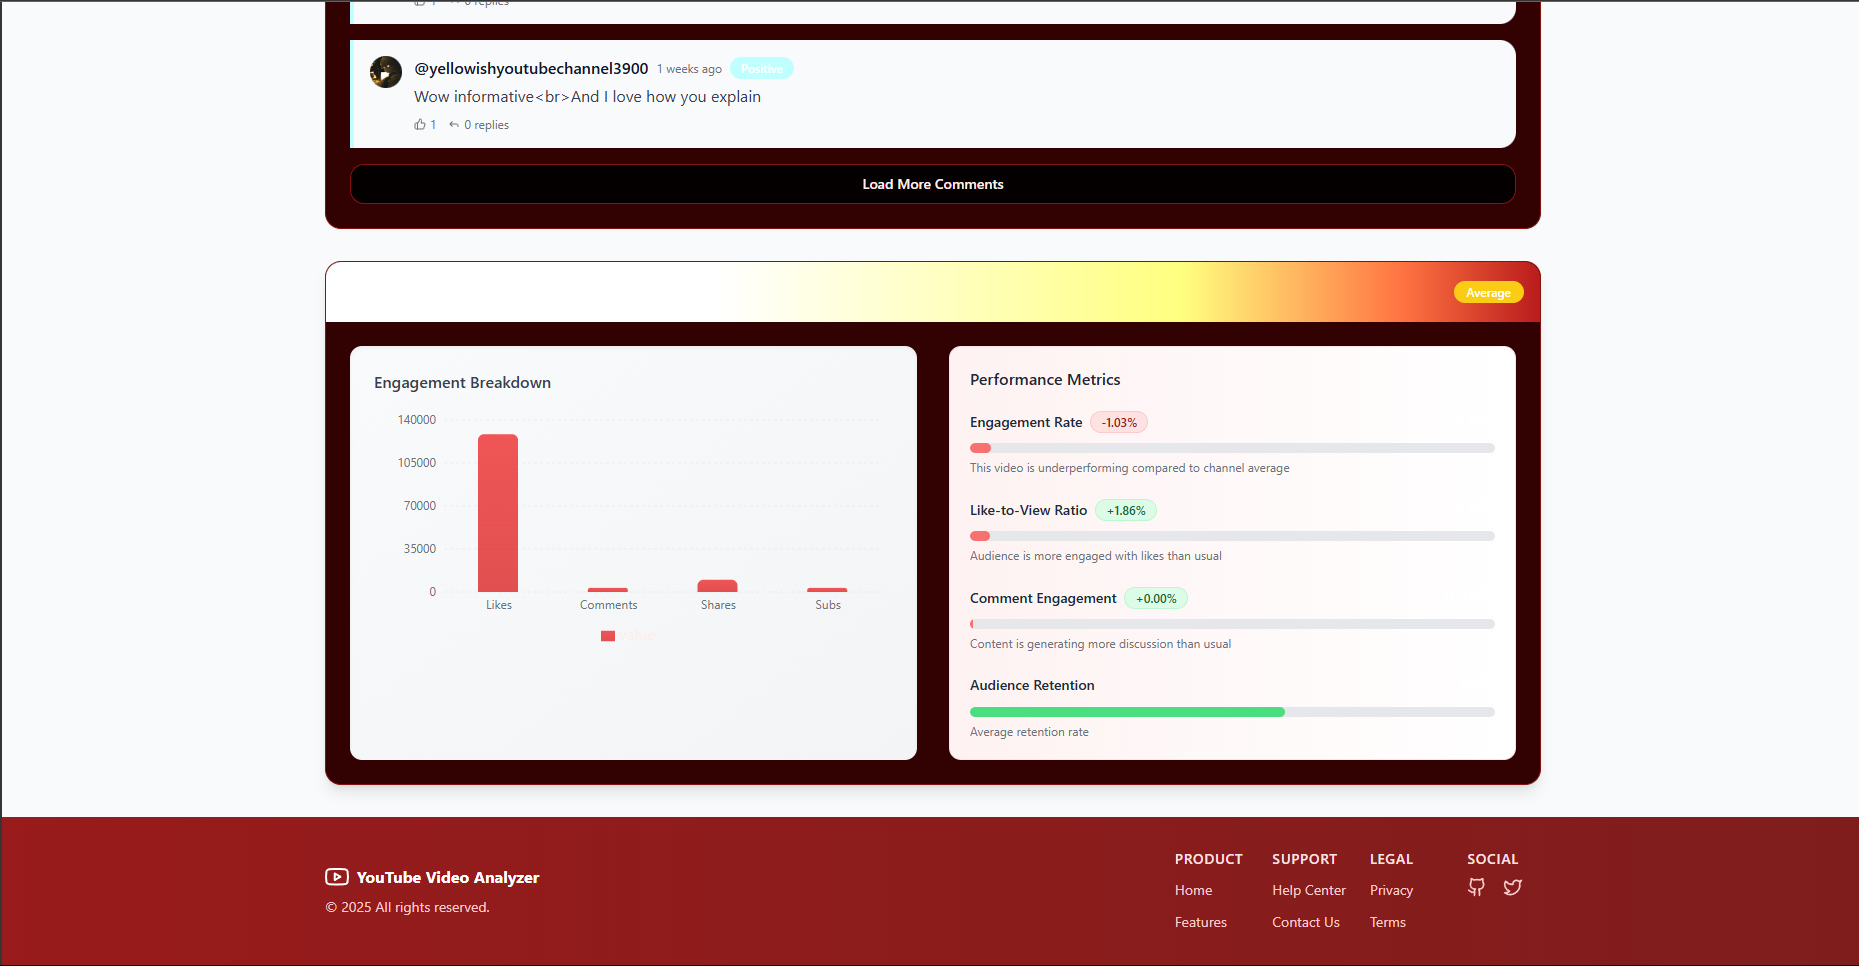 1 0 replies
@yellowishyoutubechannel3900 1 weeks ago Positive
Wow informative<br>And I love how you explain
1 0 replies
Load More Comments
Average
Engagement Breakdown
140000
105000
70000
35000
0
Likes Comments Shares Subs
Performance Metrics
Engagement Rate -1.03%
This video is underperforming compared to channel average
Like-to-View Ratio +1.86%
Audience is more engaged with likes than usual
Comment Engagement +0.00%
Content is generating more discussion than usual
Audience Retention
Average retention rate
YouTube Video Analyzer
© 2025 All rights reserved.
PRODUCT
Home
Features
SUPPORT
Help Center
Contact Us
LEGAL
Privacy
Terms
SOCIAL